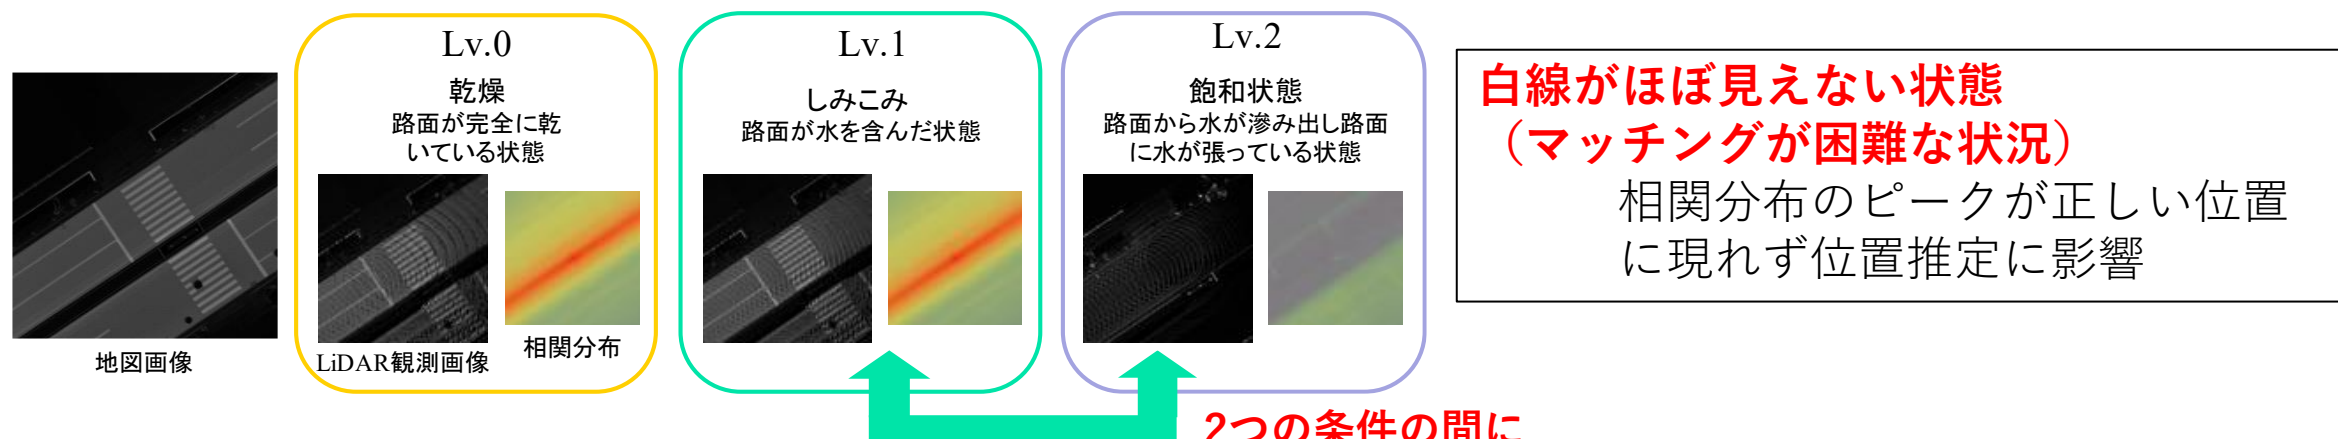 Lv.0
乾燥
路面が完全に乾
いている状態
Lv.1
しみこみ
路面が水を含んだ状態
Lv.2
飽和状態
路面から水が滲み出し路面
に水が張っている状態
白線がほぼ見えない状態
（マッチングが困難な状況）
相関分布のピークが正しい位置
に現れず位置推定に影響
地図画像
LiDAR観測画像
相関分布
2つの条件の間に